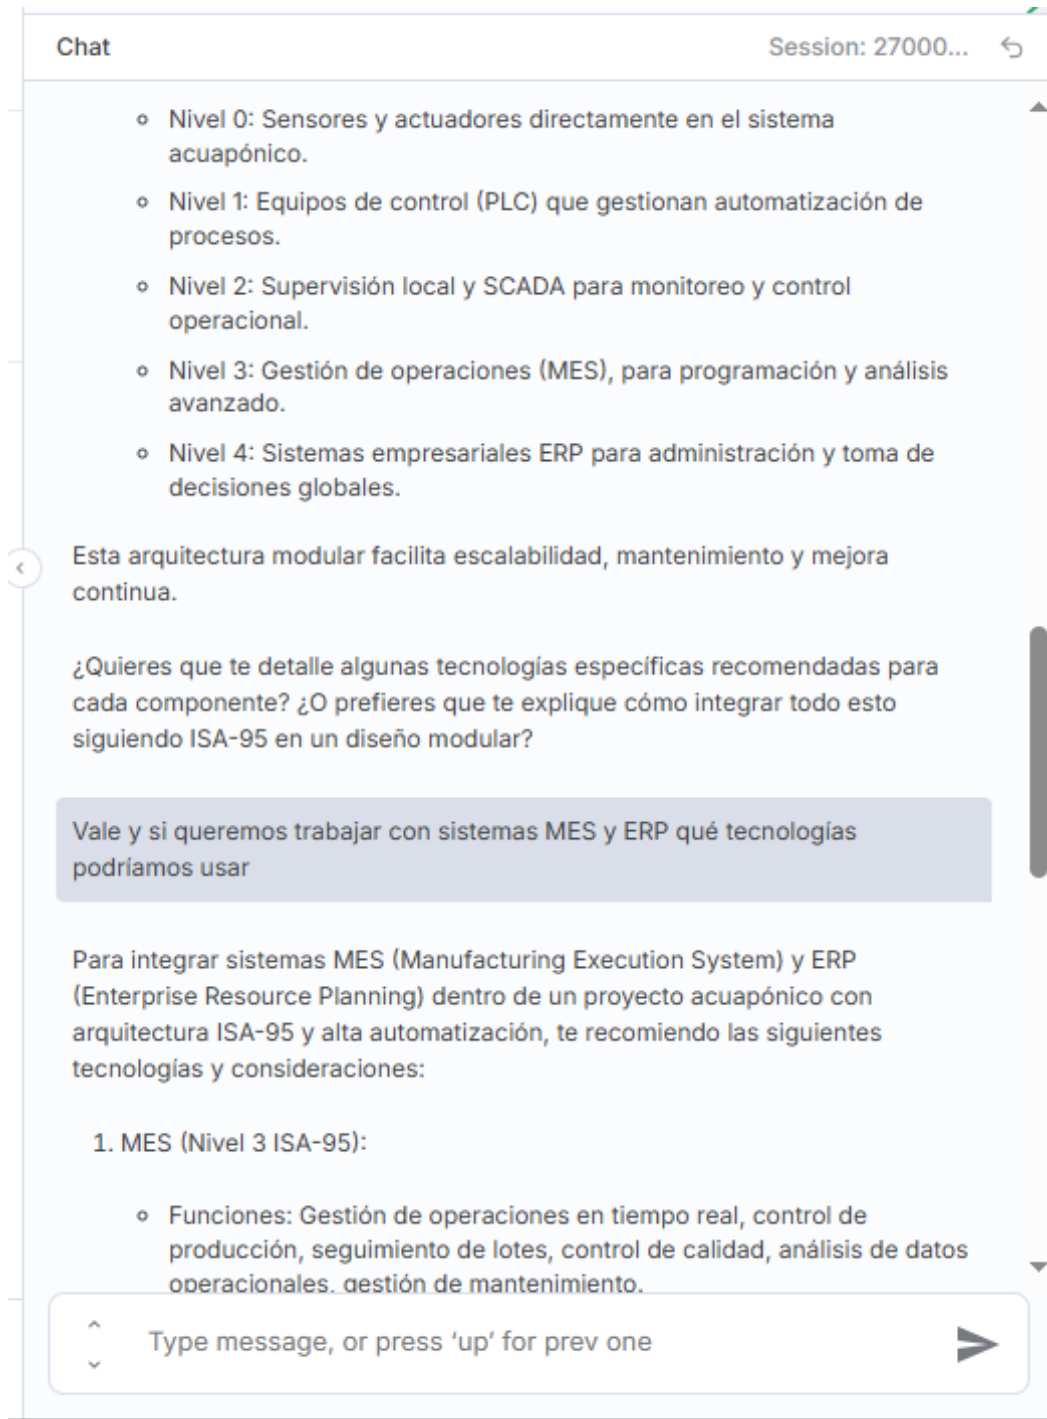 Chat
Session: 27000...
Nivel 0: Sensores y actuadores directamente en el sistema
acuapónico.
Nivel 1: Equipos de control (PLC) que gestionan automatización de
procesos.
Nivel 2: Supervisión local y SCADA para monitoreo y control
operacional.
Nivel 3: Gestión de operaciones (MES), para programación y análisis
avanzado.
Nivel 4: Sistemas empresariales ERP para administración y toma de
decisiones globales.
Esta arquitectura modular facilita escalabilidad, mantenimiento y mejora
continua.
¿Quieres que te detalle algunas tecnologías específicas recomendadas para
cada componente? ¿O prefieres que te explique cómo integrar todo esto
siguiendo ISA-95 en un diseño modular?
Vale y si queremos trabajar con sistemas MES y ERP qué tecnologías
podríamos usar
Para integrar sistemas MES (Manufacturing Execution System) y ERP
(Enterprise Resource Planning) dentro de un proyecto acuapónico con
arquitectura ISA-95 y alta automatización, te recomiendo las siguientes
tecnologías y consideraciones:
1. MES (Nivel 3 ISA-95):
Funciones: Gestión de operaciones en tiempo real, control de
producción, seguimiento de lotes, control de calidad, análisis de datos
operacionales, gestión de mantenimiento.
Type message, or press ‘up’ for prev one